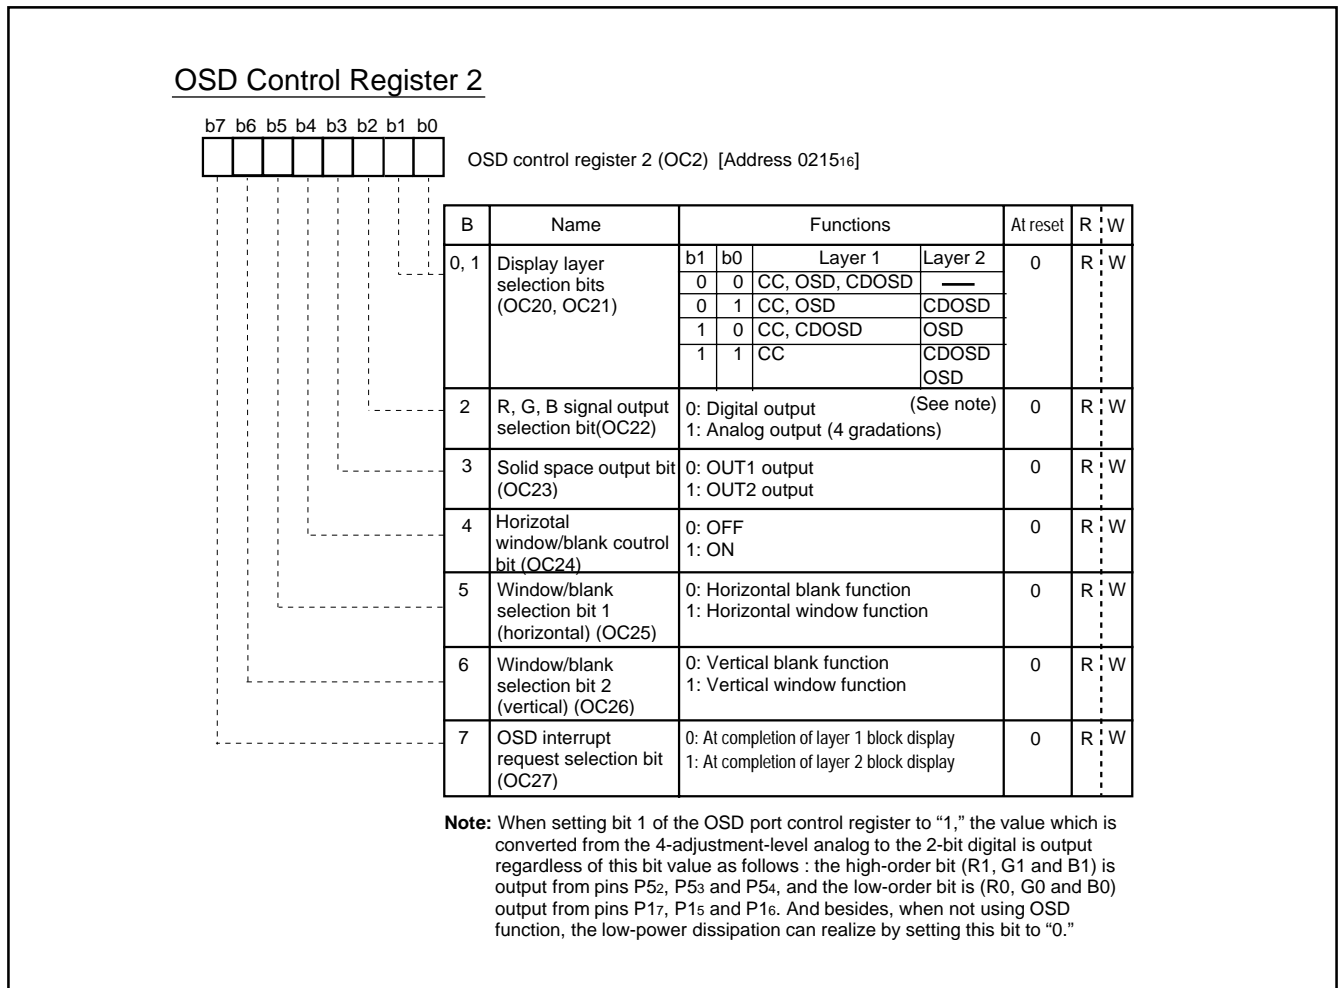 OSD Control Register 2
b7 b6 b5 b4 b3 b2 b1 b0
OSD control register 2 (OC2) [Address 021516]
B Name Functions At reset R W
0, 1 Display layer selection bits (OC20, OC21) 0 R W
b1 b0 Layer 1 Layer 2
0 0 CC, OSD, CDOSD —
0 1 CC, OSD CDOSD
1 0 CC, CDOSD OSD
1 1 CC CDOSD
OSD
2 R, G, B signal output selection bit(OC22) 0 R W
0: Digital output (See note)
1: Analog output (4 gradations)
3 Solid space output bit (OC23) 0 R W
0: OUT1 output
1: OUT2 output
4 Horizotal window/blank coutrol bit (OC24) 0 R W
0: OFF
1: ON
5 Window/blank selection bit 1 (horizontal) (OC25) 0 R W
0: Horizontal blank function
1: Horizontal window function
6 Window/blank selection bit 2 (vertical) (OC26) 0 R W
0: Vertical blank function
1: Vertical window function
7 OSD interrupt request selection bit (OC27) 0 R W
0: At completion of layer 1 block display
1: At completion of layer 2 block display
Note: When setting bit 1 of the OSD port control register to “1,” the value which is
converted from the 4-adjustment-level analog to the 2-bit digital is output
regardless of this bit value as follows : the high-order bit (R1, G1 and B1) is
output from pins P52, P53 and P54, and the low-order bit is (R0, G0 and B0)
output from pins P17, P15 and P16. And besides, when not using OSD
function, the low-power dissipation can realize by setting this bit to “0.”